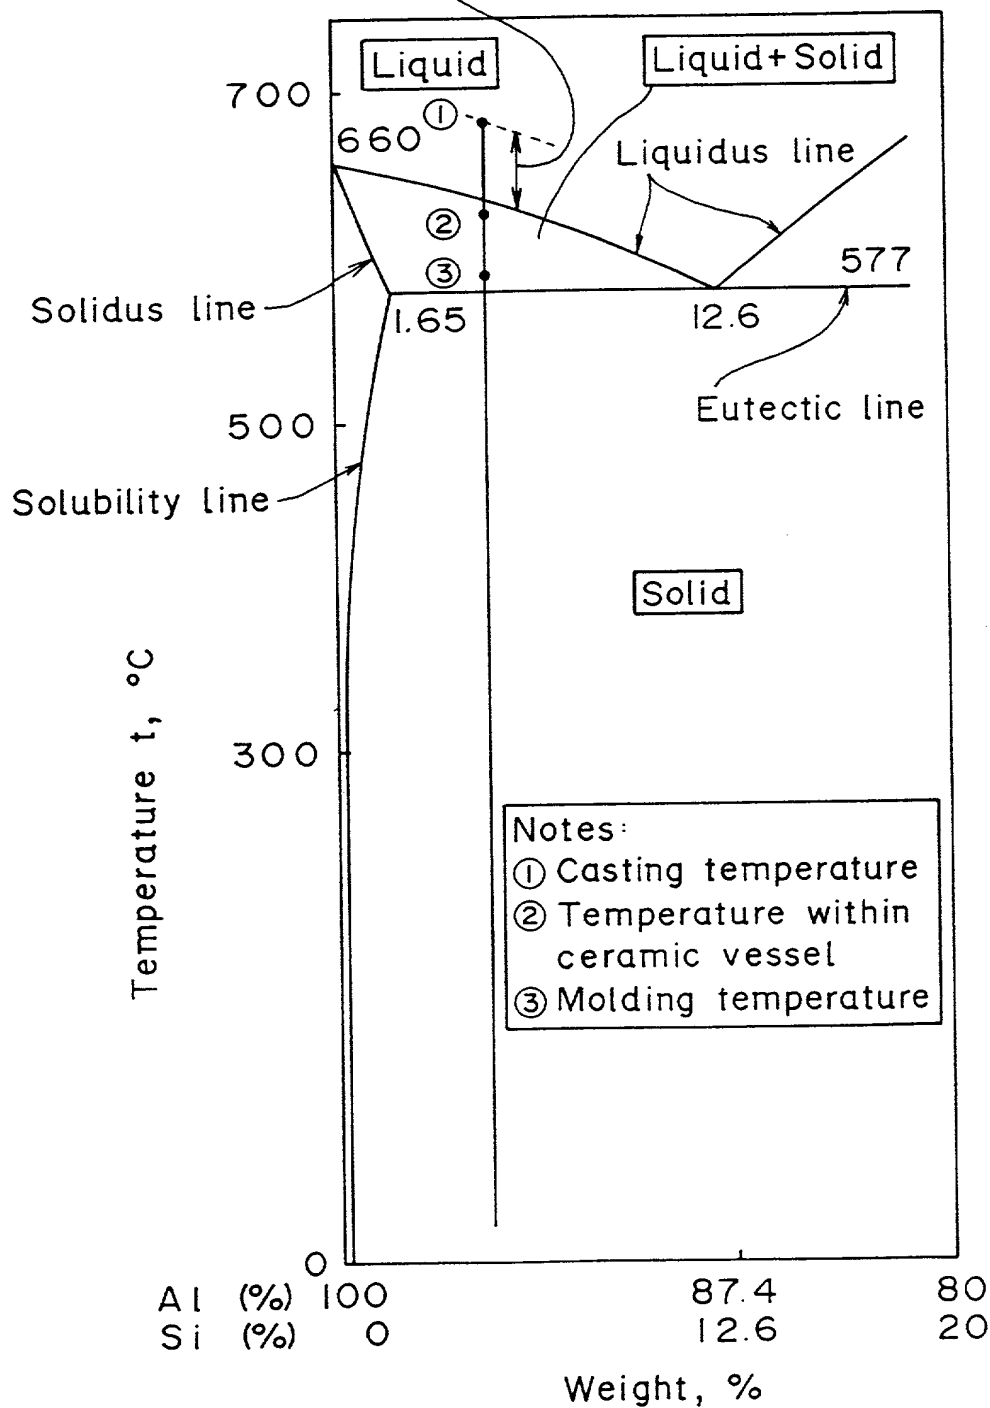 Liquid
Liquid+Solid
700
①
660
Liquidus line
②
③
577
Solidus line
1.65
12.6
Eutectic line
500
Solubility line
Solid
Temperature t, °C
300
Notes:
① Casting temperature
② Temperature within
ceramic vessel
③ Molding temperature
0
Al (%) 100 87.4 80
Si (%) 0 12.6 20
Weight, %